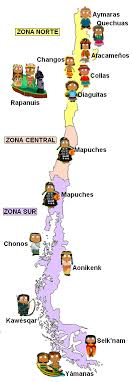 Aymaras
Quechuas
ZONA NORTE
Atacameños
Changos
Collas
Diaguitas
Rapanuis
ZONA CENTRAL
Mapuches
Mapuches
ZONA SUR
Chonos
Aonikenk
Kawésqar
Selk'nam
Yámanas